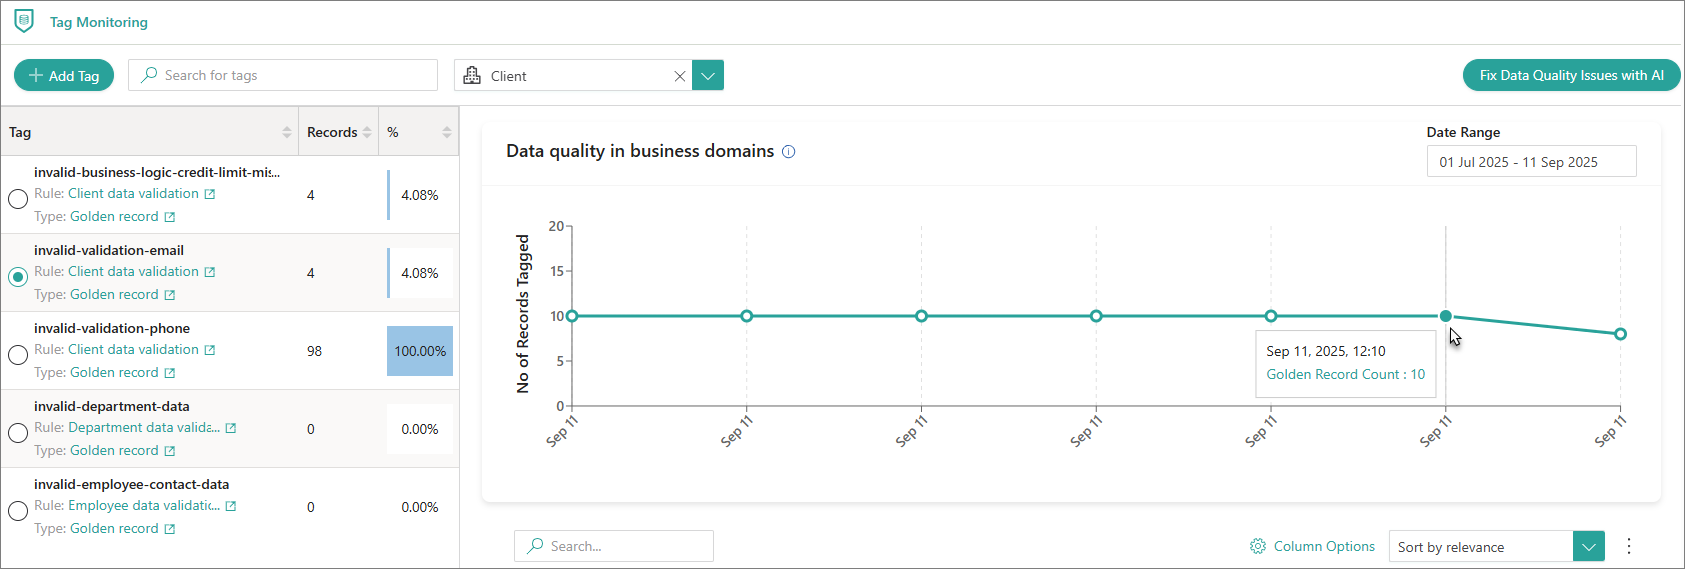 Tag Monitoring
Add Tag
Search for tags
Client
Fix Data Quality Issues with AI
Tag
Records
%
invalid-business-logic-credit-limit-mis...
Rule: Client data validation
Type: Golden record
4
4.08%
invalid-validation-email
Rule: Client data validation
Type: Golden record
4
4.08%
invalid-validation-phone
Rule: Client data validation
Type: Golden record
98
100.00%
invalid-department-data
Rule: Department data valida...
Type: Golden record
0
0.00%
invalid-employee-contact-data
Rule: Employee data validatic...
Type: Golden record
0
0.00%
Data quality in business domains
Date Range
01 Jul 2025 - 11 Sep 2025
No of Records Tagged
20
15
10
5
0
Sep 11
Sep 11
Sep 11
Sep 11
Sep 11
Sep 11
Sep 11
Sep 11, 2025, 12:10
Golden Record Count : 10
Search...
Column Options
Sort by relevance